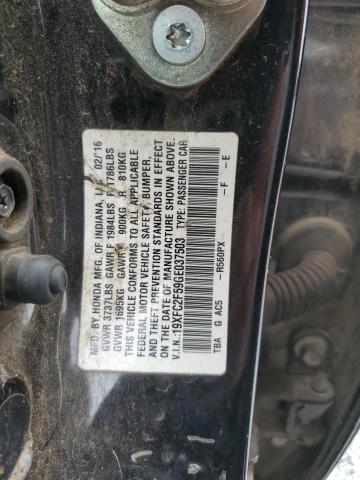 MFD. BY HONDA MFG. OF INDIANA, 02/16
GVWR 3737LBS GAWR F 1984LBS R 1786LBS
GVWR 1695KG GAWR F 900KG R 810KG
THIS VEHICLE CONFORMS TO ALL APPLICABLE
FEDERAL MOTOR VEHICLE SAFETY, BUMPER,
AND THEFT PREVENTION STANDARDS IN EFFECT ON THE DATE OF MANUFACTURE SHOWN ABOVE.
V.I.N.:19XFC2F59GE037503 TYPE: PASSENGER CAR
TBA G AC5 -R560PX -F -E